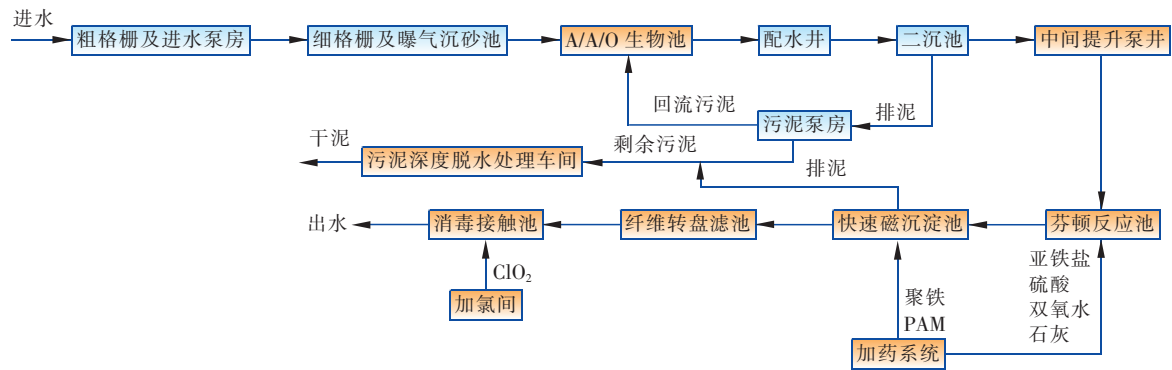 进水
粗格栅及进水泵房
细格栅及曝气沉砂池
A/A/O 生物池
配水井
二沉池
中间提升泵井
回流污泥
污泥泵房
排泥
干泥
污泥深度脱水处理车间
剩余污泥
排泥
出水
消毒接触池
纤维转盘滤池
快速磁沉淀池
芬顿反应池
ClO₂
加氯间
聚铁
PAM
亚铁盐
硫酸
双氧水
石灰
加药系统